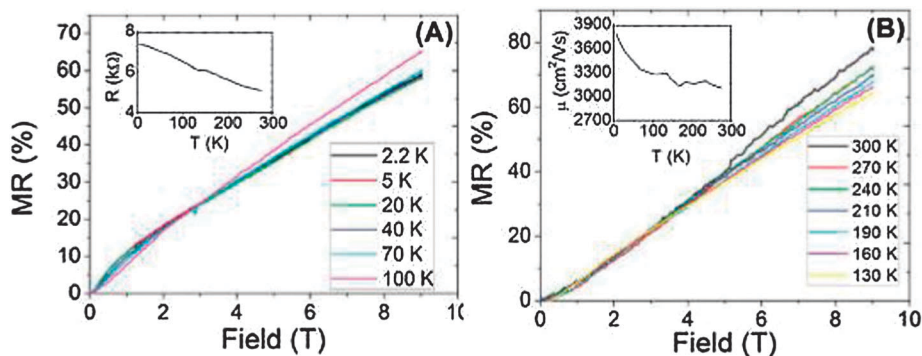 (A)
MR (%)
75
70
60
50
40
30
20
10
0
R (kΩ)
8
6
4
0 100 200 300
T (K)
2.2 K
5 K
20 K
40 K
70 K
100 K
0 2 4 6 8 10
Field (T)
(B)
MR (%)
80
60
40
20
0
μ (cm²/V/s)
3900
3600
3300
3000
2700
0 100 200 300
T (K)
300 K
270 K
240 K
210 K
190 K
160 K
130 K
0 2 4 6 8 10
Field (T)